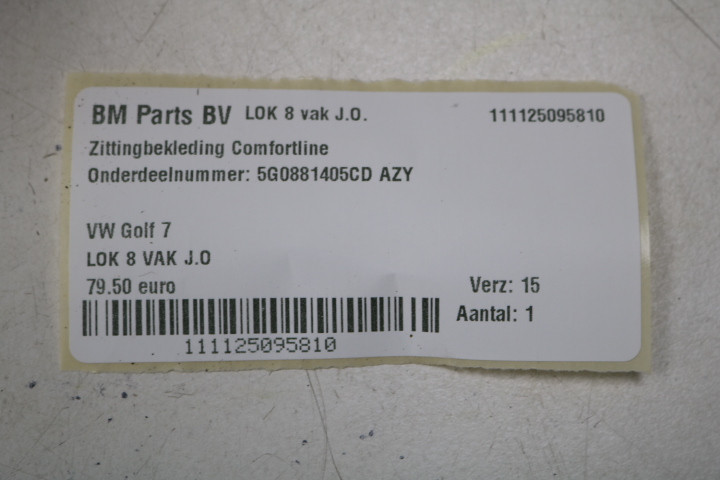 BM Parts BV LOK 8 vak J.O. 111125095810
Zittingbekleding Comfortline
Onderdeelnummer: 5G0881405CD AZY
VW Golf 7
LOK 8 VAK J.O
79.50 euro Verz: 15
Aantal: 1
111125095810